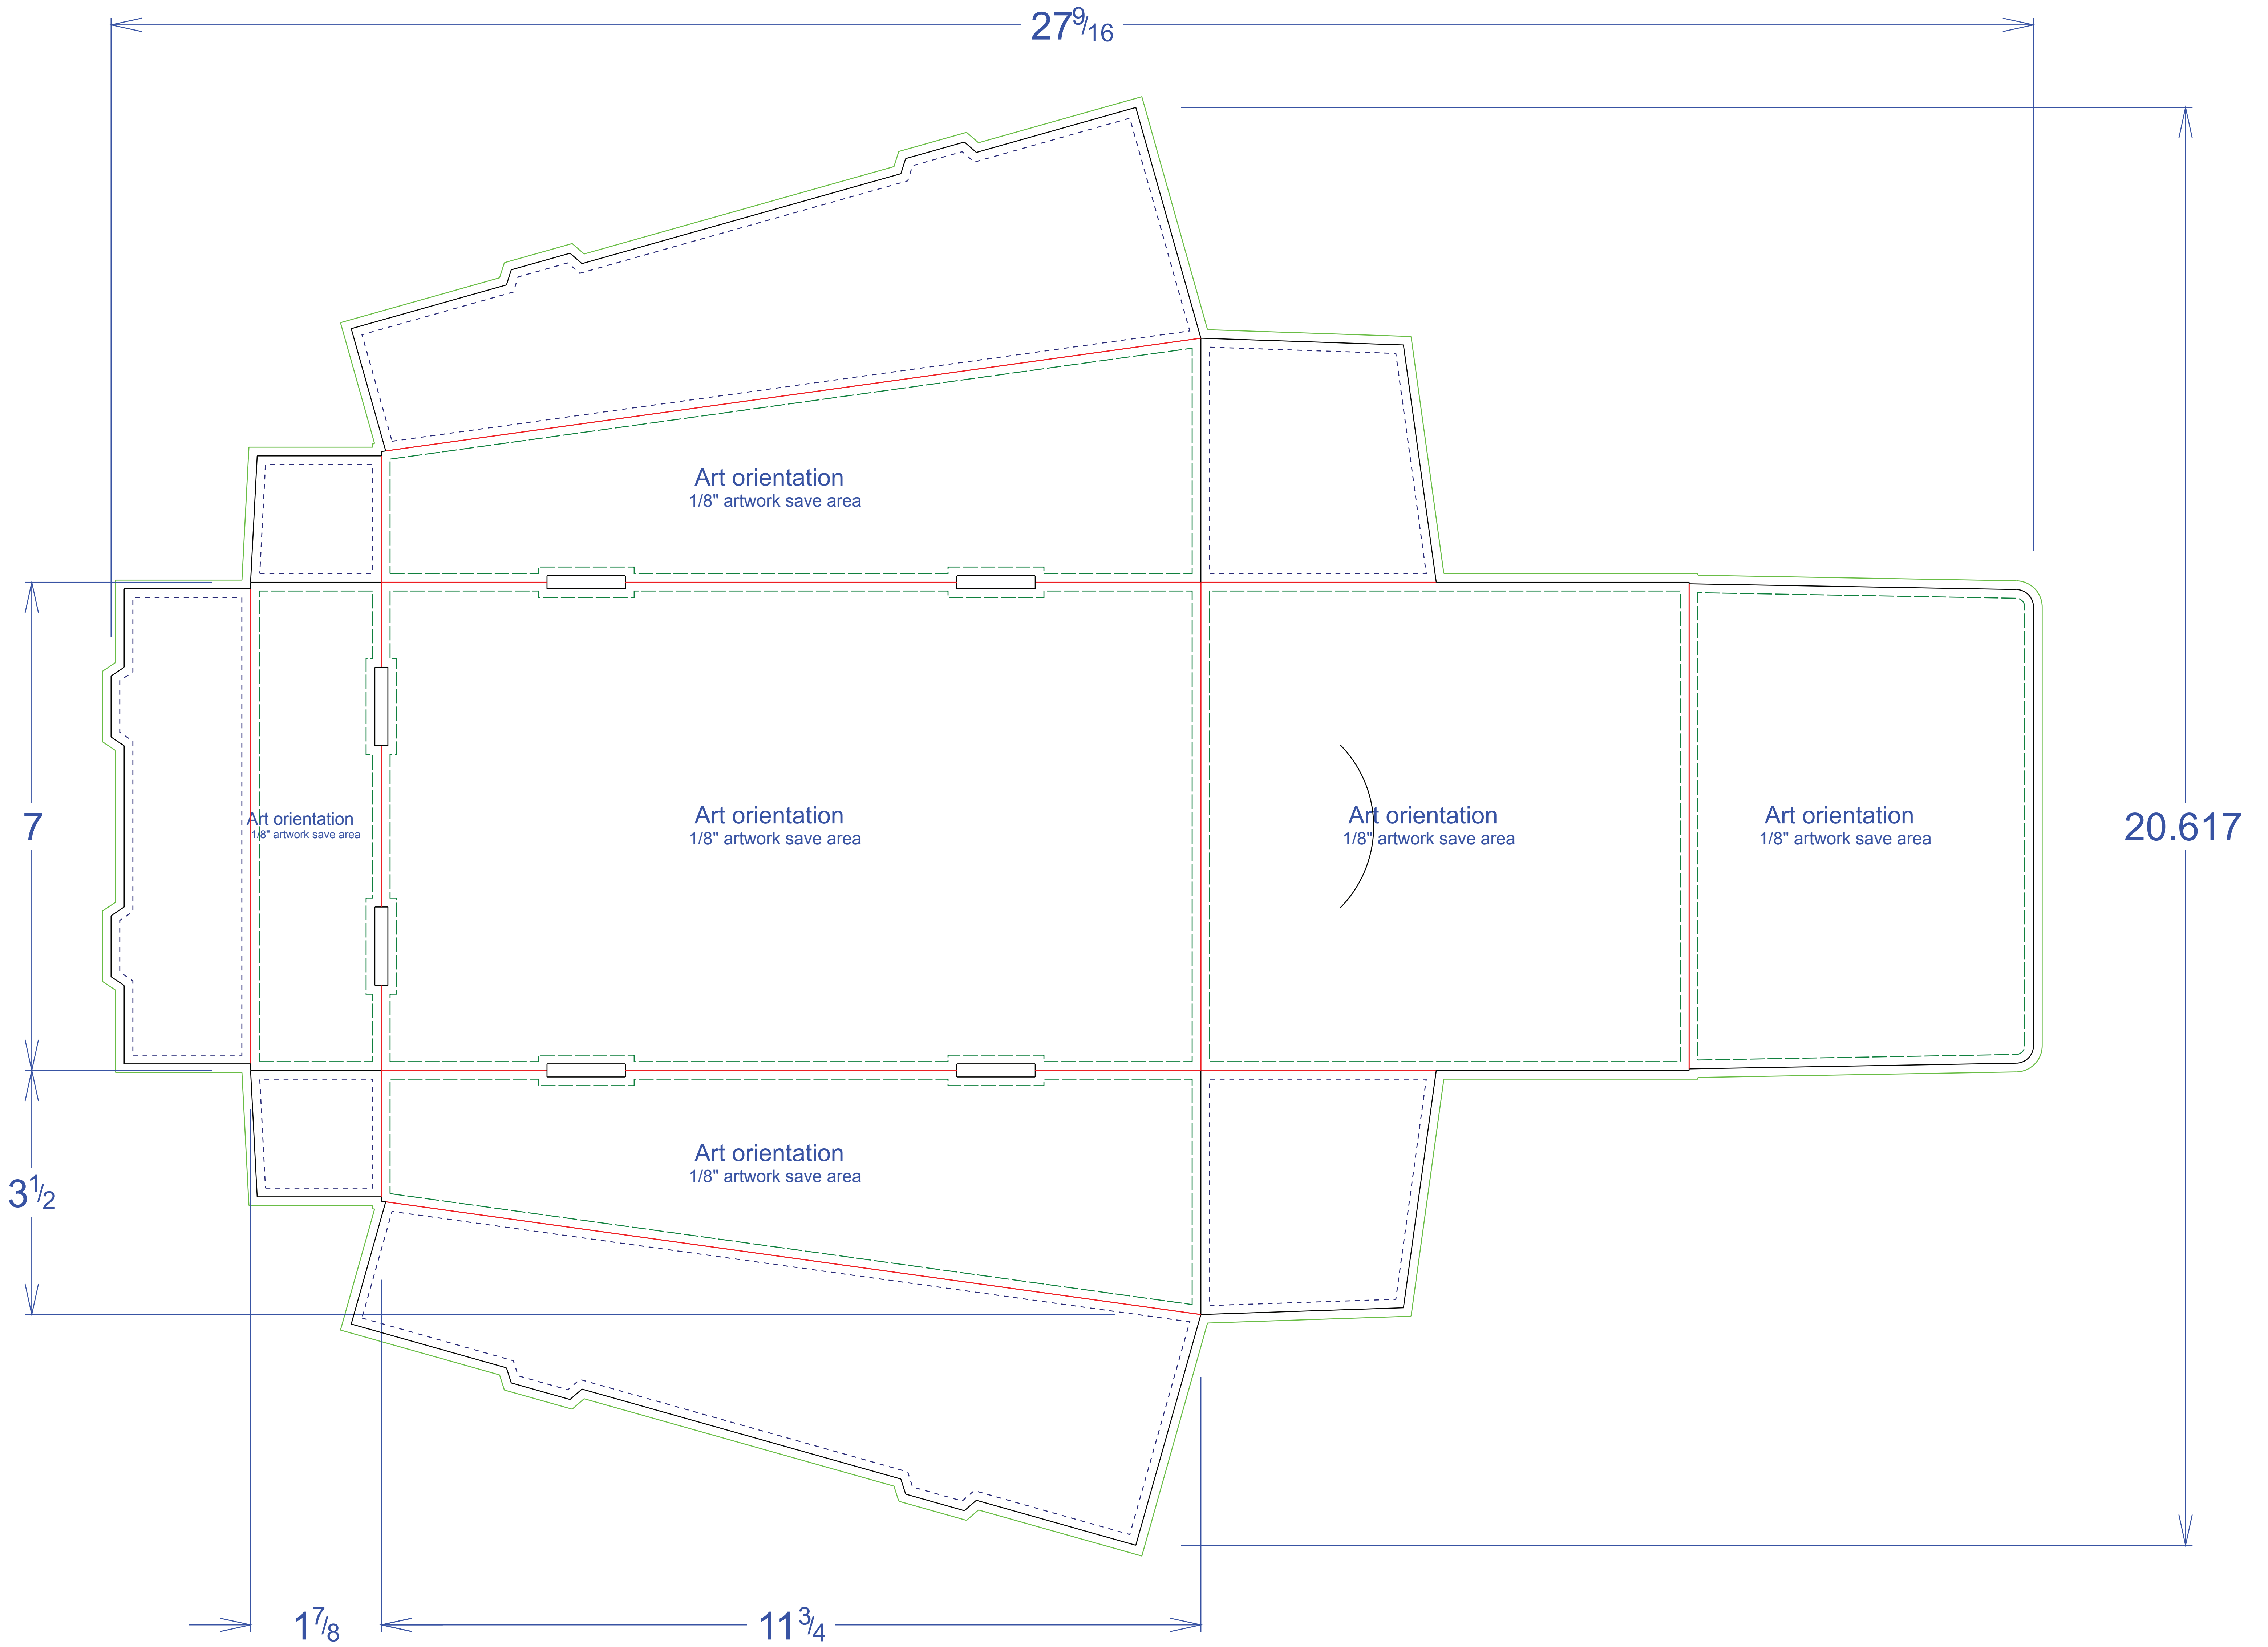 27 9/16
Art orientation
1/8" artwork save area
Art orientation
1/8" artwork save area
Art orientation
1/8" artwork save area
Art orientation
1/8" artwork save area
Art orientation
1/8" artwork save area
7
20.617
Art orientation
1/8" artwork save area
3 1/2
1 7/8
11 3/4